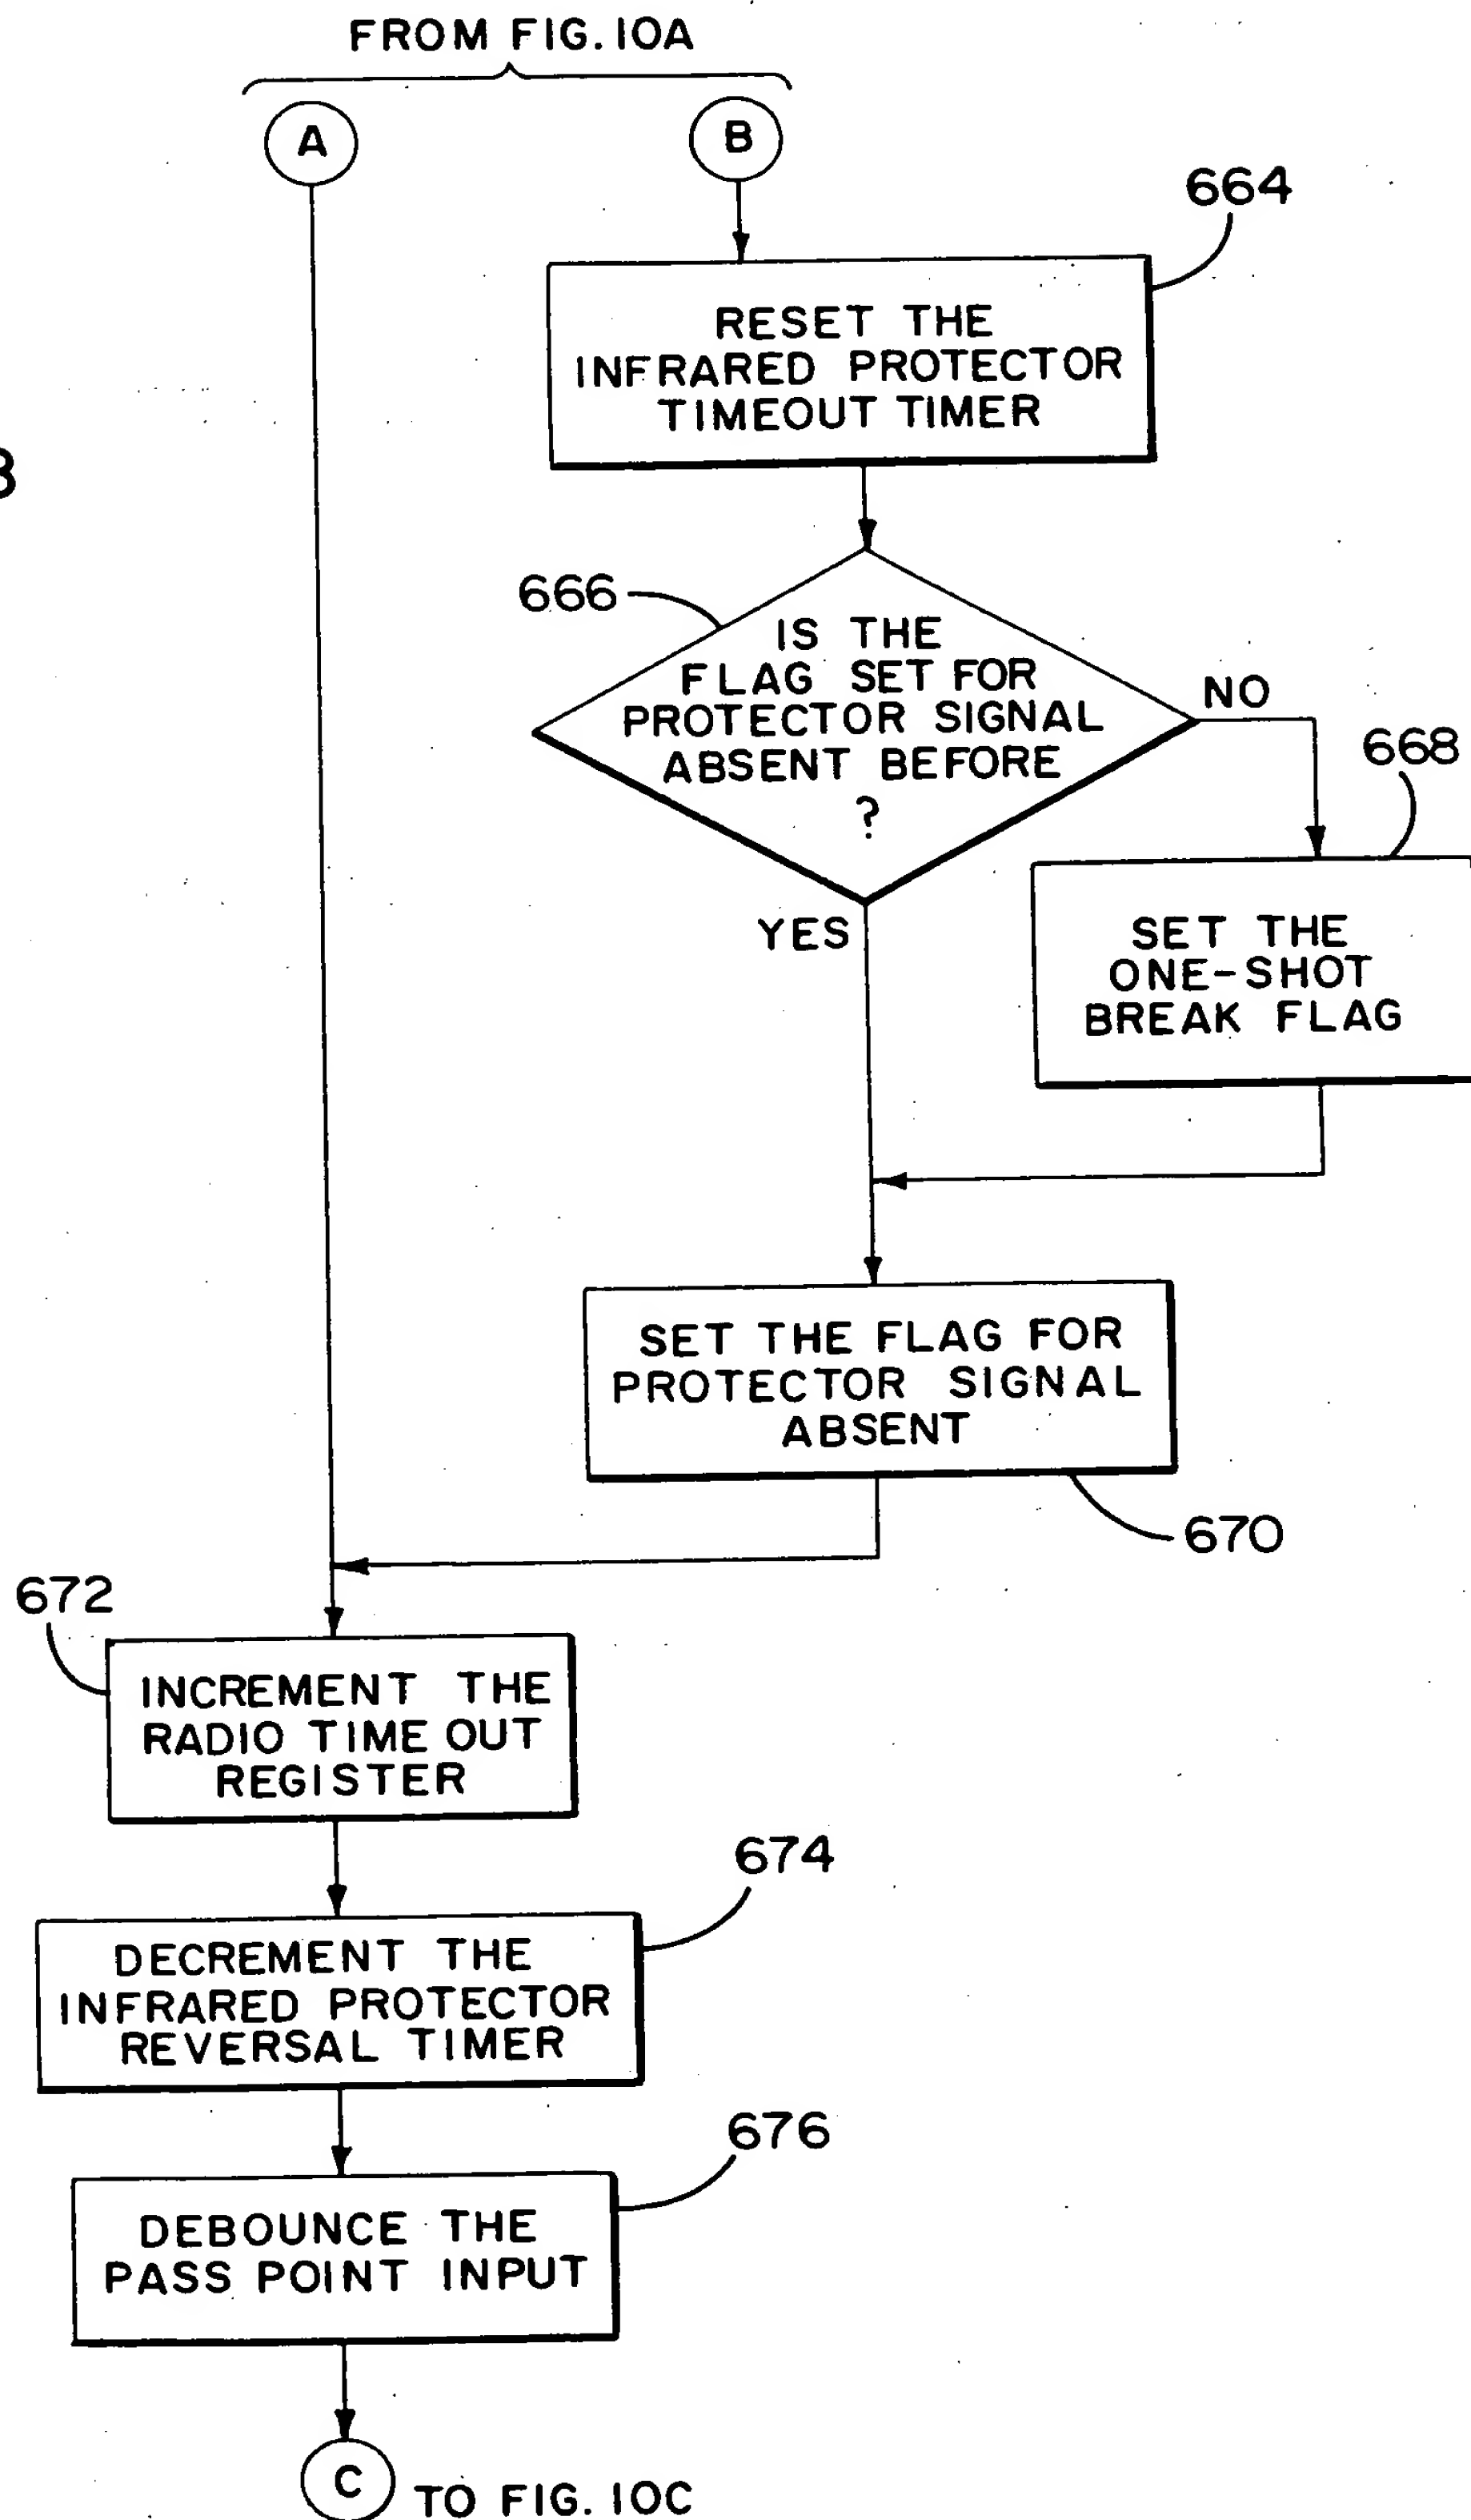 FROM FIG. 10A
A
B
664
RESET THE
INFRARED PROTECTOR
TIMEOUT TIMER
666
IS THE
FLAG SET FOR
PROTECTOR SIGNAL
ABSENT BEFORE
?
NO
668
YES
SET THE
ONE-SHOT
BREAK FLAG
SET THE FLAG FOR
PROTECTOR SIGNAL
ABSENT
670
672
INCREMENT THE
RADIO TIME OUT
REGISTER
674
DECREMENT THE
INFRARED PROTECTOR
REVERSAL TIMER
676
DEBOUNCE THE
PASS POINT INPUT
C
TO FIG. 10C